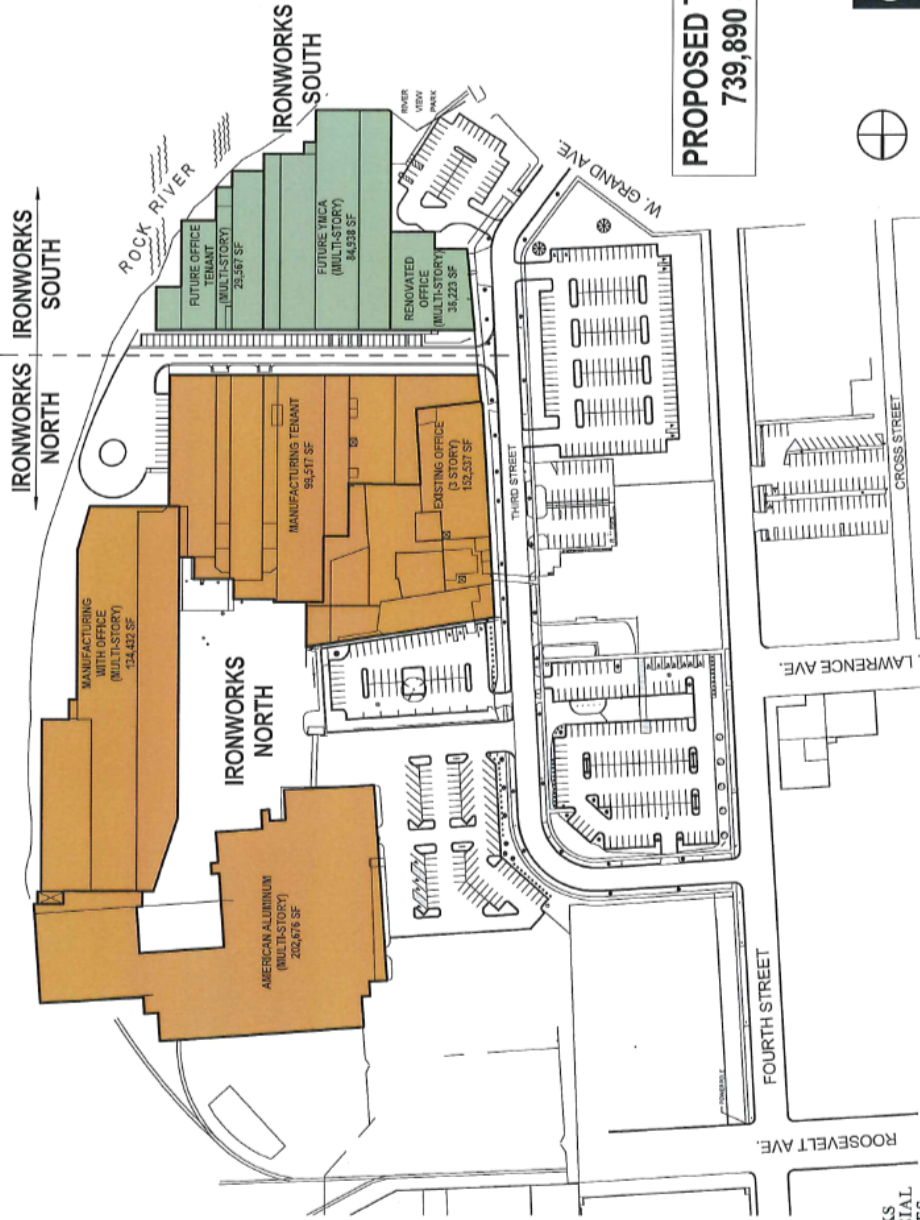 IRONWORKS
NORTH
IRONWORKS
SOUTH
IRONWORKS
SOUTH
ROCK RIVER
FUTURE OFFICE
TENANT
(MULTI-STORY)
29,567 SF
FUTURE YMCA
(MULTI-STORY)
84,938 SF
RENOVATED
OFFICE
(MULTI-STORY)
36,223 SF
RIVER
VIEW
PARK
W. GRAND AVE.
PROPOSED
739,890
MANUFACTURING TENANT
99,517 SF
EXISTING OFFICE
(3 STORY)
152,537 SF
THIRD STREET
MANUFACTURING
WITH OFFICE
(MULTI-STORY)
134,432 SF
IRONWORKS
NORTH
AMERICAN ALUMINUM
(MULTI-STORY)
202,676 SF
CROSS STREET
LAWRENCE AVE.
FOURTH STREET
ROOSEVELT AVE.
KS
IAL